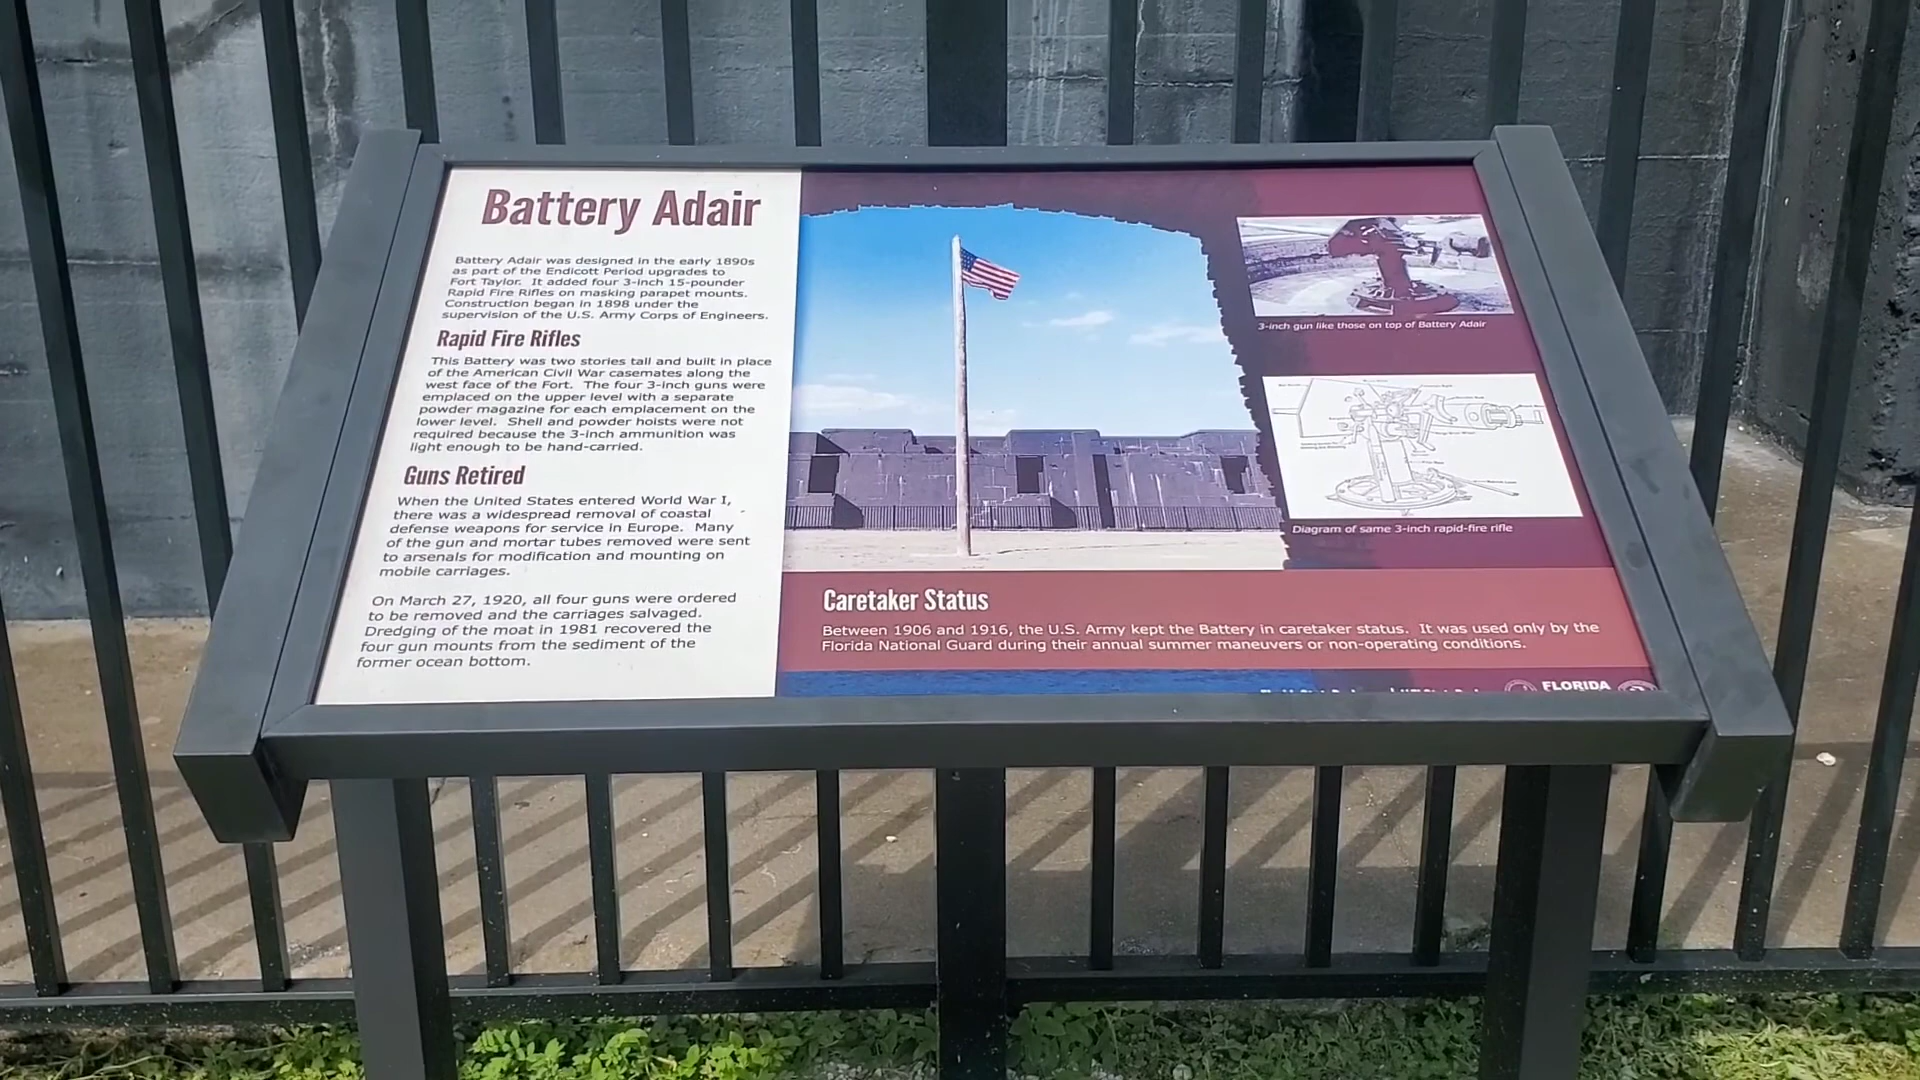 Battery Adair
Battery Adair was designed in the early 1890s
as part of the Endicott Period upgrades to
Fort Taylor. It added four 3-inch 15-pounder
Rapid Fire Rifles on masking parapet mounts.
Construction began in 1898 under the
supervision of the U.S. Army Corps of Engineers.
Rapid Fire Rifles
This Battery was two stories tall and built in place
of the American Civil War casemates along the
west face of the Fort. The four 3-inch guns were
emplaced on the upper level with a separate
powder magazine for each emplacement on the
lower level. Shell and powder hoists were not
required because the 3-inch ammunition was
light enough to be hand-carried.
Guns Retired
When the United States entered World War I,
there was a widespread removal of coastal
defense weapons for service in Europe. Many
of the gun and mortar tubes removed were sent
to arsenals for modification and mounting on
mobile carriages.
On March 27, 1920, all four guns were ordered
to be removed and the carriages salvaged.
Dredging of the moat in 1981 recovered the
four gun mounts from the sediment of the
former ocean bottom.
3-inch gun like those on top of Battery Adair
Diagram of same 3-inch rapid-fire rifle
Caretaker Status
Between 1906 and 1916, the U.S. Army kept the Battery in caretaker status. It was used only by the
Florida National Guard during their annual summer maneuvers or non-operating conditions.
FLORIDA